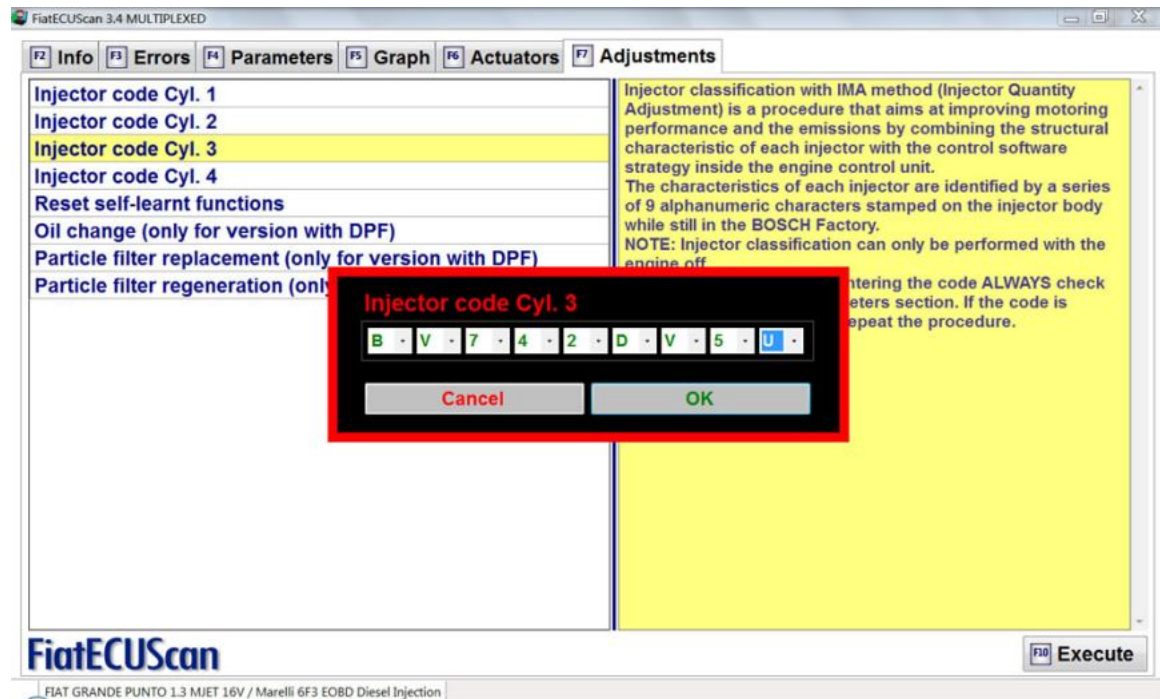 FiatECUScan 3.4 MULTIPLEXED
F2 Info F3 Errors F4 Parameters F5 Graph F6 Actuators F7 Adjustments
Injector code Cyl. 1
Injector code Cyl. 2
Injector code Cyl. 3
Injector code Cyl. 4
Reset self-learnt functions
Oil change (only for version with DPF)
Particle filter replacement (only for version with DPF)
Particle filter regeneration (only
Injector classification with IMA method (Injector Quantity
Adjustment) is a procedure that aims at improving motoring
performance and the emissions by combining the structural
characteristic of each injector with the control software
strategy inside the engine control unit.
The characteristics of each injector are identified by a series
of 9 alphanumeric characters stamped on the injector body
while still in the BOSCH Factory.
NOTE: Injector classification can only be performed with the
engine off
ntering the code ALWAYS check
eters section. If the code is
epeat the procedure.
Injector code Cyl. 3
B V 7 4 2 D V 5 U
Cancel OK
FiatECUScan
F10 Execute
FIAT GRANDE PUNTO 1.3 MJET 16V / Marelli 6F3 EOBD Diesel Injection